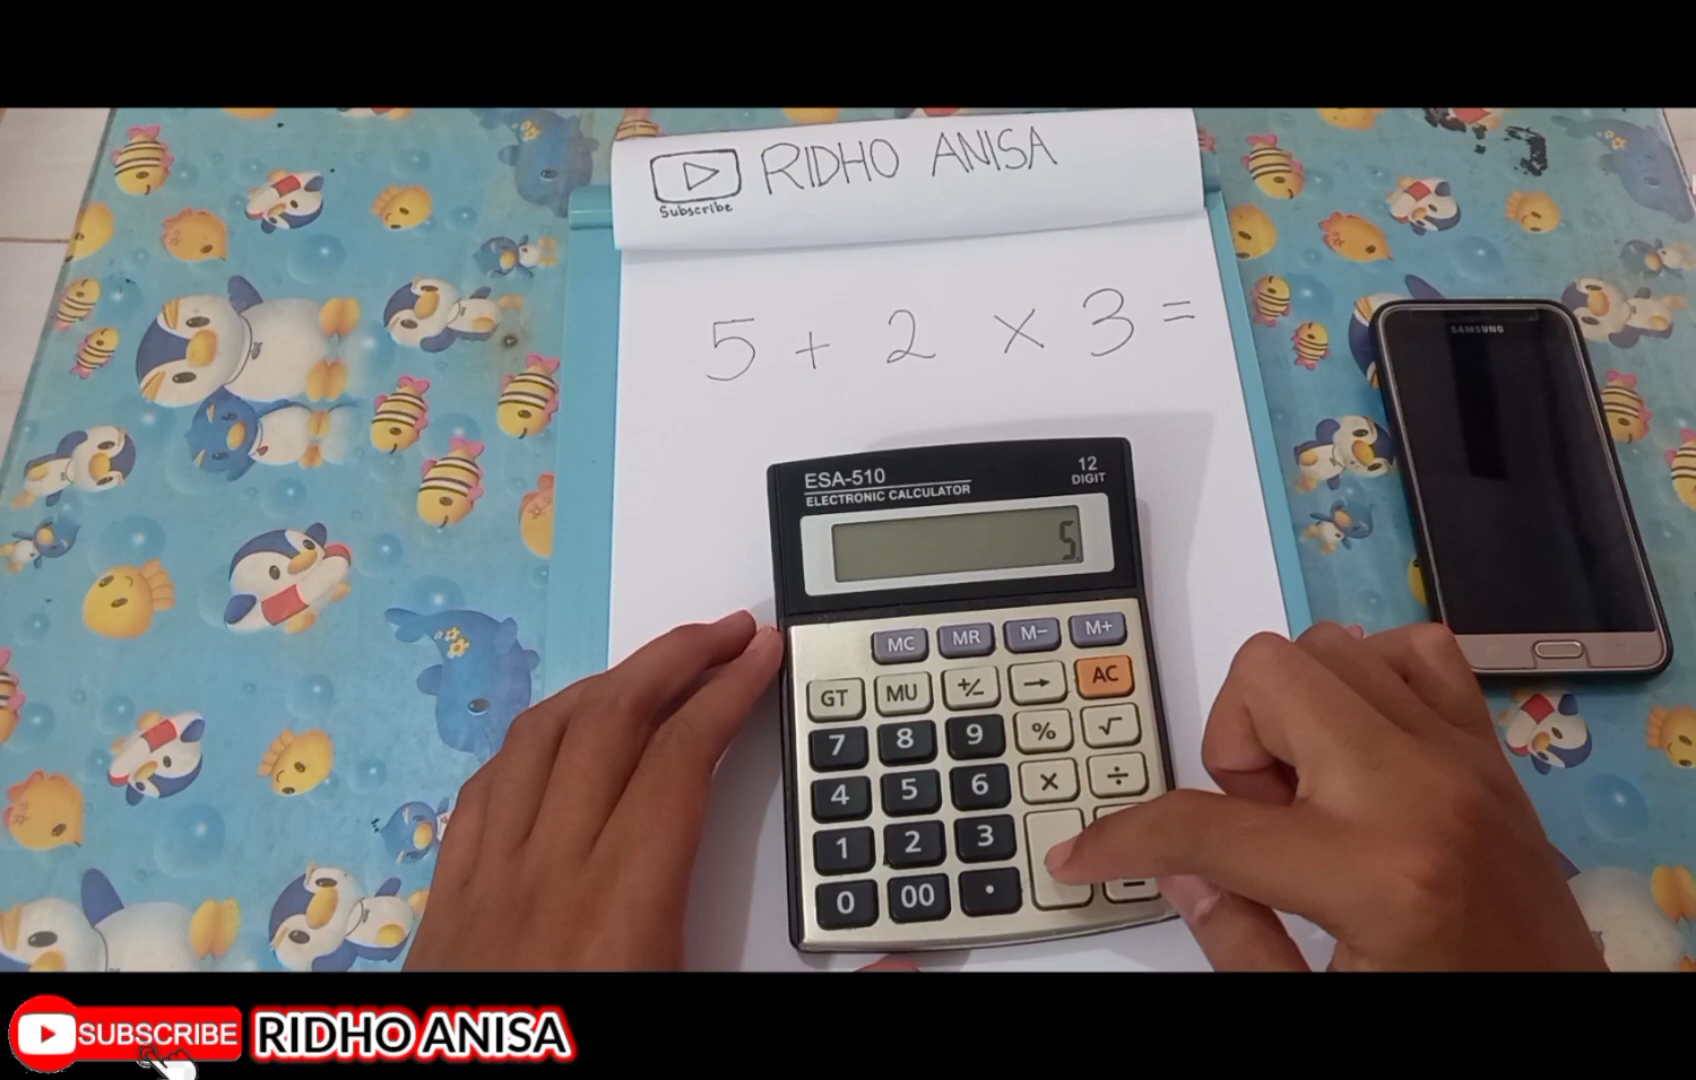 RIDHO ANISA
Subscribe
5 + 2 × 3 =
SAMSUNG
ESA-510
ELECTRONIC CALCULATOR
12
DIGIT
5.
MC MR M− M+
GT MU +/− → AC
7 8 9 % √
4 5 6 × ÷
1 2 3
0 00 •
SUBSCRIBE RIDHO ANISA